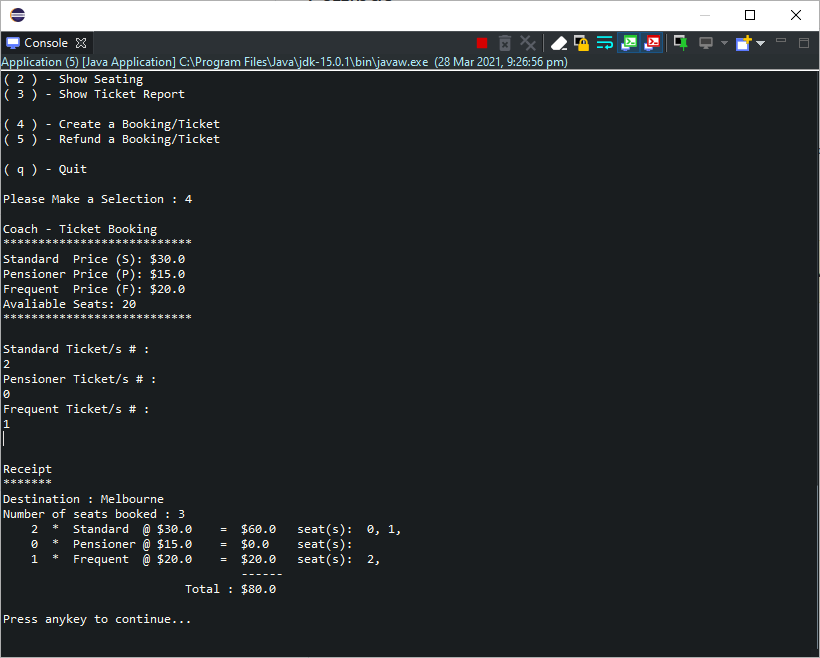 Console
Application (5) [Java Application] C:\Program Files\Java\jdk-15.0.1\bin\javaw.exe (28 Mar 2021, 9:26:56 pm)
( 2 ) - Show Seating
( 3 ) - Show Ticket Report
( 4 ) - Create a Booking/Ticket
( 5 ) - Refund a Booking/Ticket
( q ) - Quit
Please Make a Selection : 4
Coach - Ticket Booking
***************************
Standard  Price (S): $30.0
Pensioner Price (P): $15.0
Frequent  Price (F): $20.0
Avaliable Seats: 20
***************************
Standard Ticket/s # :
2
Pensioner Ticket/s # :
0
Frequent Ticket/s # :
1
Receipt
*******
Destination : Melbourne
Number of seats booked : 3
2  *  Standard  @ $30.0    =  $60.0   seat(s):  0, 1,
0  *  Pensioner @ $15.0    =  $0.0    seat(s):
1  *  Frequent  @ $20.0    =  $20.0   seat(s):  2,
------
Total : $80.0
Press anykey to continue...